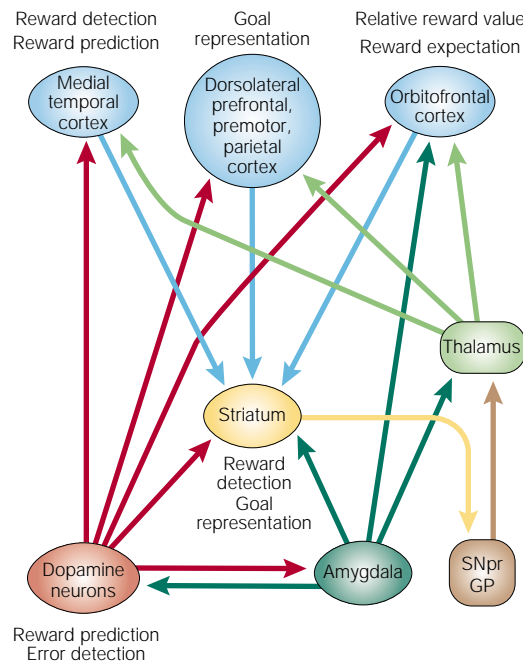 Reward detection
Reward prediction
Goal
representation
Relative reward value
Reward expectation
Medial
temporal
cortex
Dorsolateral
prefrontal,
premotor,
parietal
cortex
Orbitofrontal
cortex
Thalamus
Striatum
Reward
detection
Goal
representation
Dopamine
neurons
Amygdala
SNpr
GP
Reward prediction
Error detection